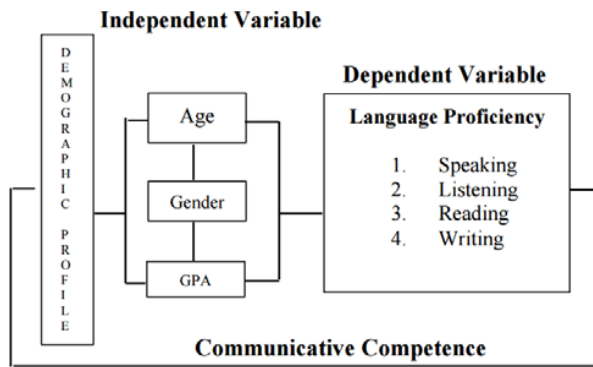 Independent Variable
DEMOGRAPHIC PROFILE
Age
Gender
GPA
Dependent Variable
Language Proficiency
1. Speaking
2. Listening
3. Reading
4. Writing
Communicative Competence